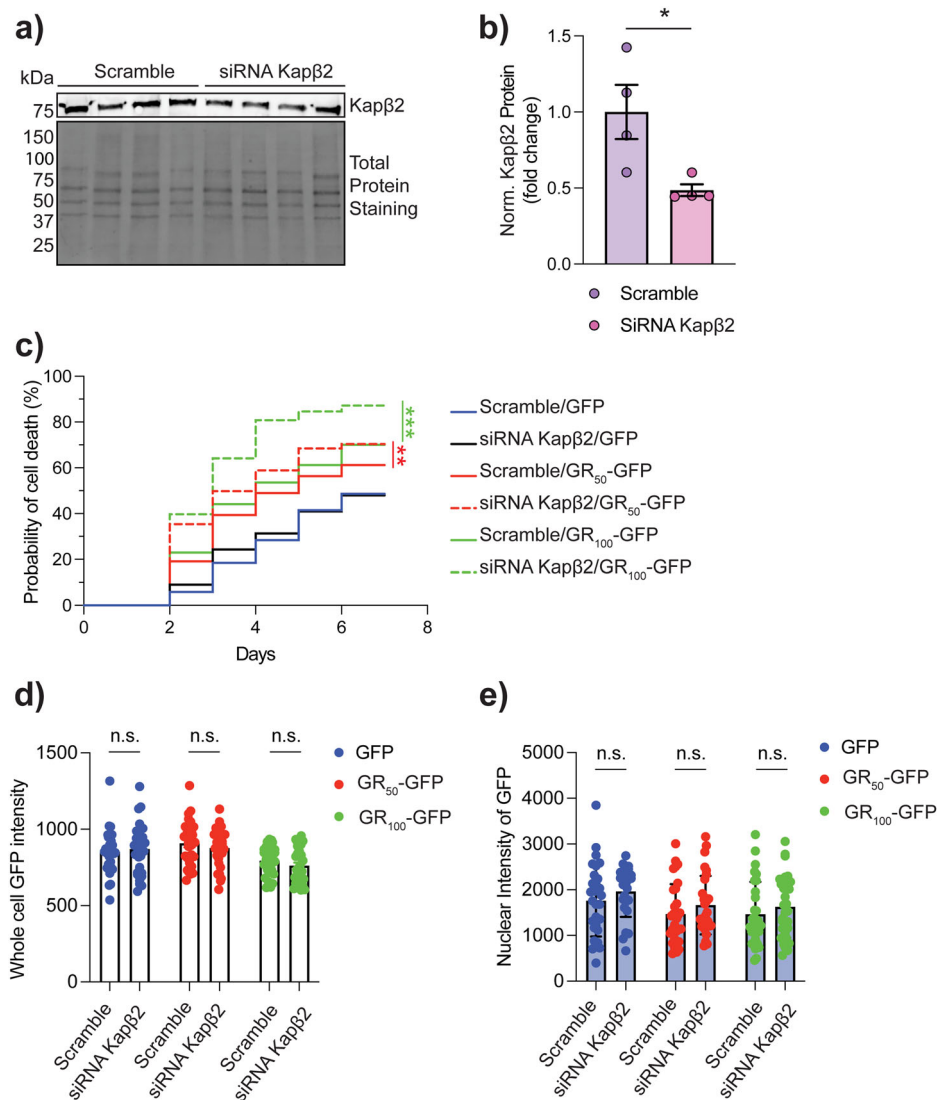 a)
Scramble siRNA Kapβ2
kDa
75
Kapβ2
150
100
75
50
37
25
Total
Protein
Staining
b)
*
Norm. Kapβ2 Protein
(fold change)
1.5
1.0
0.5
0.0
Scramble
SiRNA Kapβ2
c)
Probability of cell death (%)
100
80
60
40
20
0
0 2 4 6 8
Days
***
**
Scramble/GFP
siRNA Kapβ2/GFP
Scramble/GR50-GFP
siRNA Kapβ2/GR50-GFP
Scramble/GR100-GFP
siRNA Kapβ2/GR100-GFP
d)
Whole cell GFP intensity
1500
1000
500
0
n.s. n.s. n.s.
Scramble
siRNA Kapβ2
Scramble
siRNA Kapβ2
Scramble
siRNA Kapβ2
GFP
GR50-GFP
GR100-GFP
e)
Nuclear Intensity of GFP
5000
4000
3000
2000
1000
0
n.s. n.s. n.s.
Scramble
siRNA Kapβ2
Scramble
siRNA Kapβ2
Scramble
siRNA Kapβ2
GFP
GR50-GFP
GR100-GFP